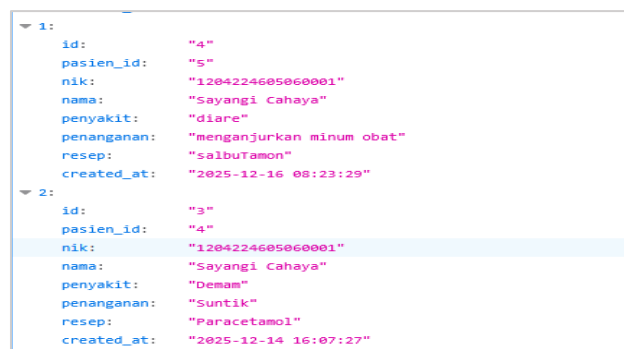 1:
id: "4"
pasien_id: "5"
nik: "1204224605060001"
nama: "Sayangi Cahaya"
penyakit: "diare"
penanganan: "menganjurkan minum obat"
resep: "salbuTamon"
created_at: "2025-12-16 08:23:29"
2:
id: "3"
pasien_id: "4"
nik: "1204224605060001"
nama: "Sayangi Cahaya"
penyakit: "Demam"
penanganan: "Suntik"
resep: "Paracetamol"
created_at: "2025-12-14 16:07:27"